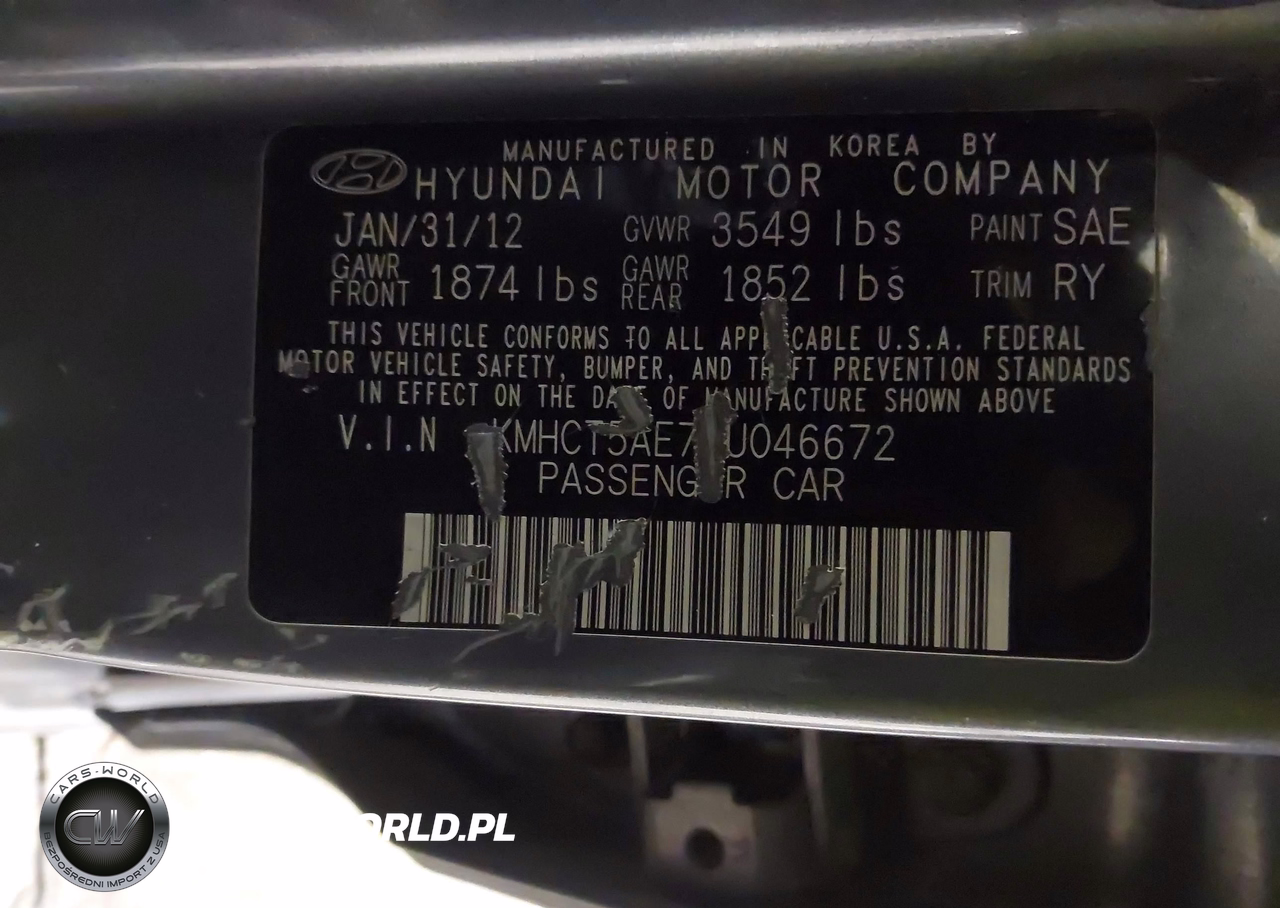 MANUFACTURED IN KOREA BY
HYUNDAI MOTOR COMPANY
JAN/31/12 GVWR 3549 lbs PAINT SAE
GAWR FRONT 1874 lbs GAWR REAR 1852 lbs TRIM RY
THIS VEHICLE CONFORMS TO ALL APPLICABLE U.S.A. FEDERAL
MOTOR VEHICLE SAFETY, BUMPER, AND THEFT PREVENTION STANDARDS
IN EFFECT ON THE DATE OF MANUFACTURE SHOWN ABOVE
V.I.N
PASSENGER CAR
CARS-WORLD
CW
BEZPOŚREDNI IMPORT Z USA
ORLD.PL